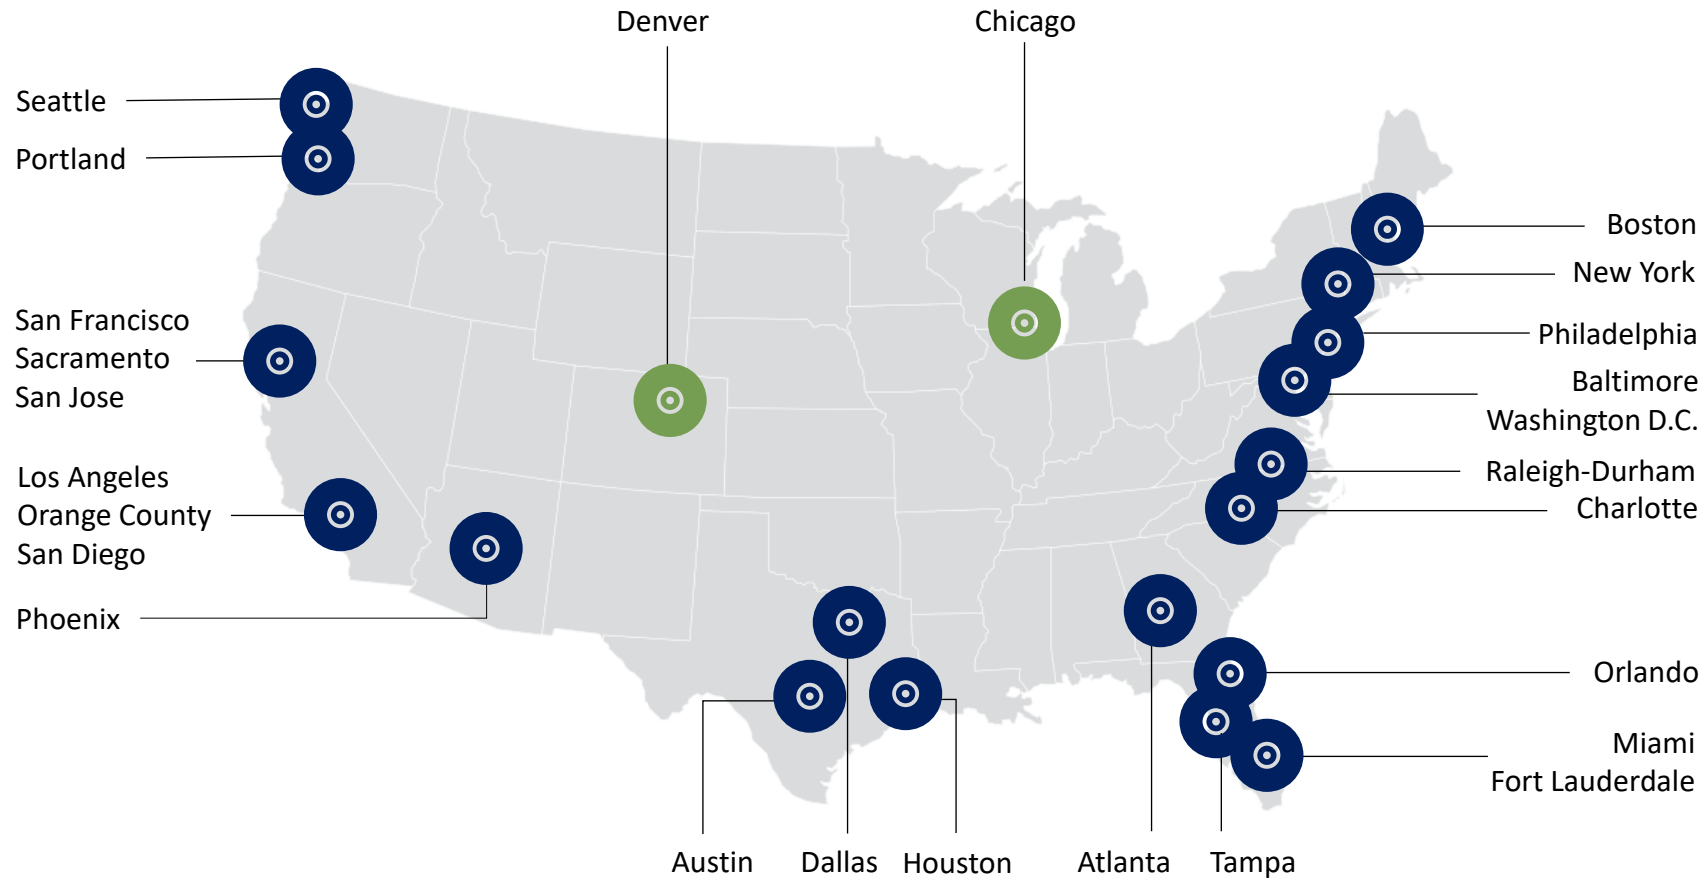 Denver
Chicago
Seattle
Portland
San Francisco
Sacramento
San Jose
Los Angeles
Orange County
San Diego
Phoenix
Boston
New York
Philadelphia
Baltimore
Washington D.C.
Raleigh-Durham
Charlotte
Orlando
Miami
Fort Lauderdale
Austin
Dallas
Houston
Atlanta
Tampa